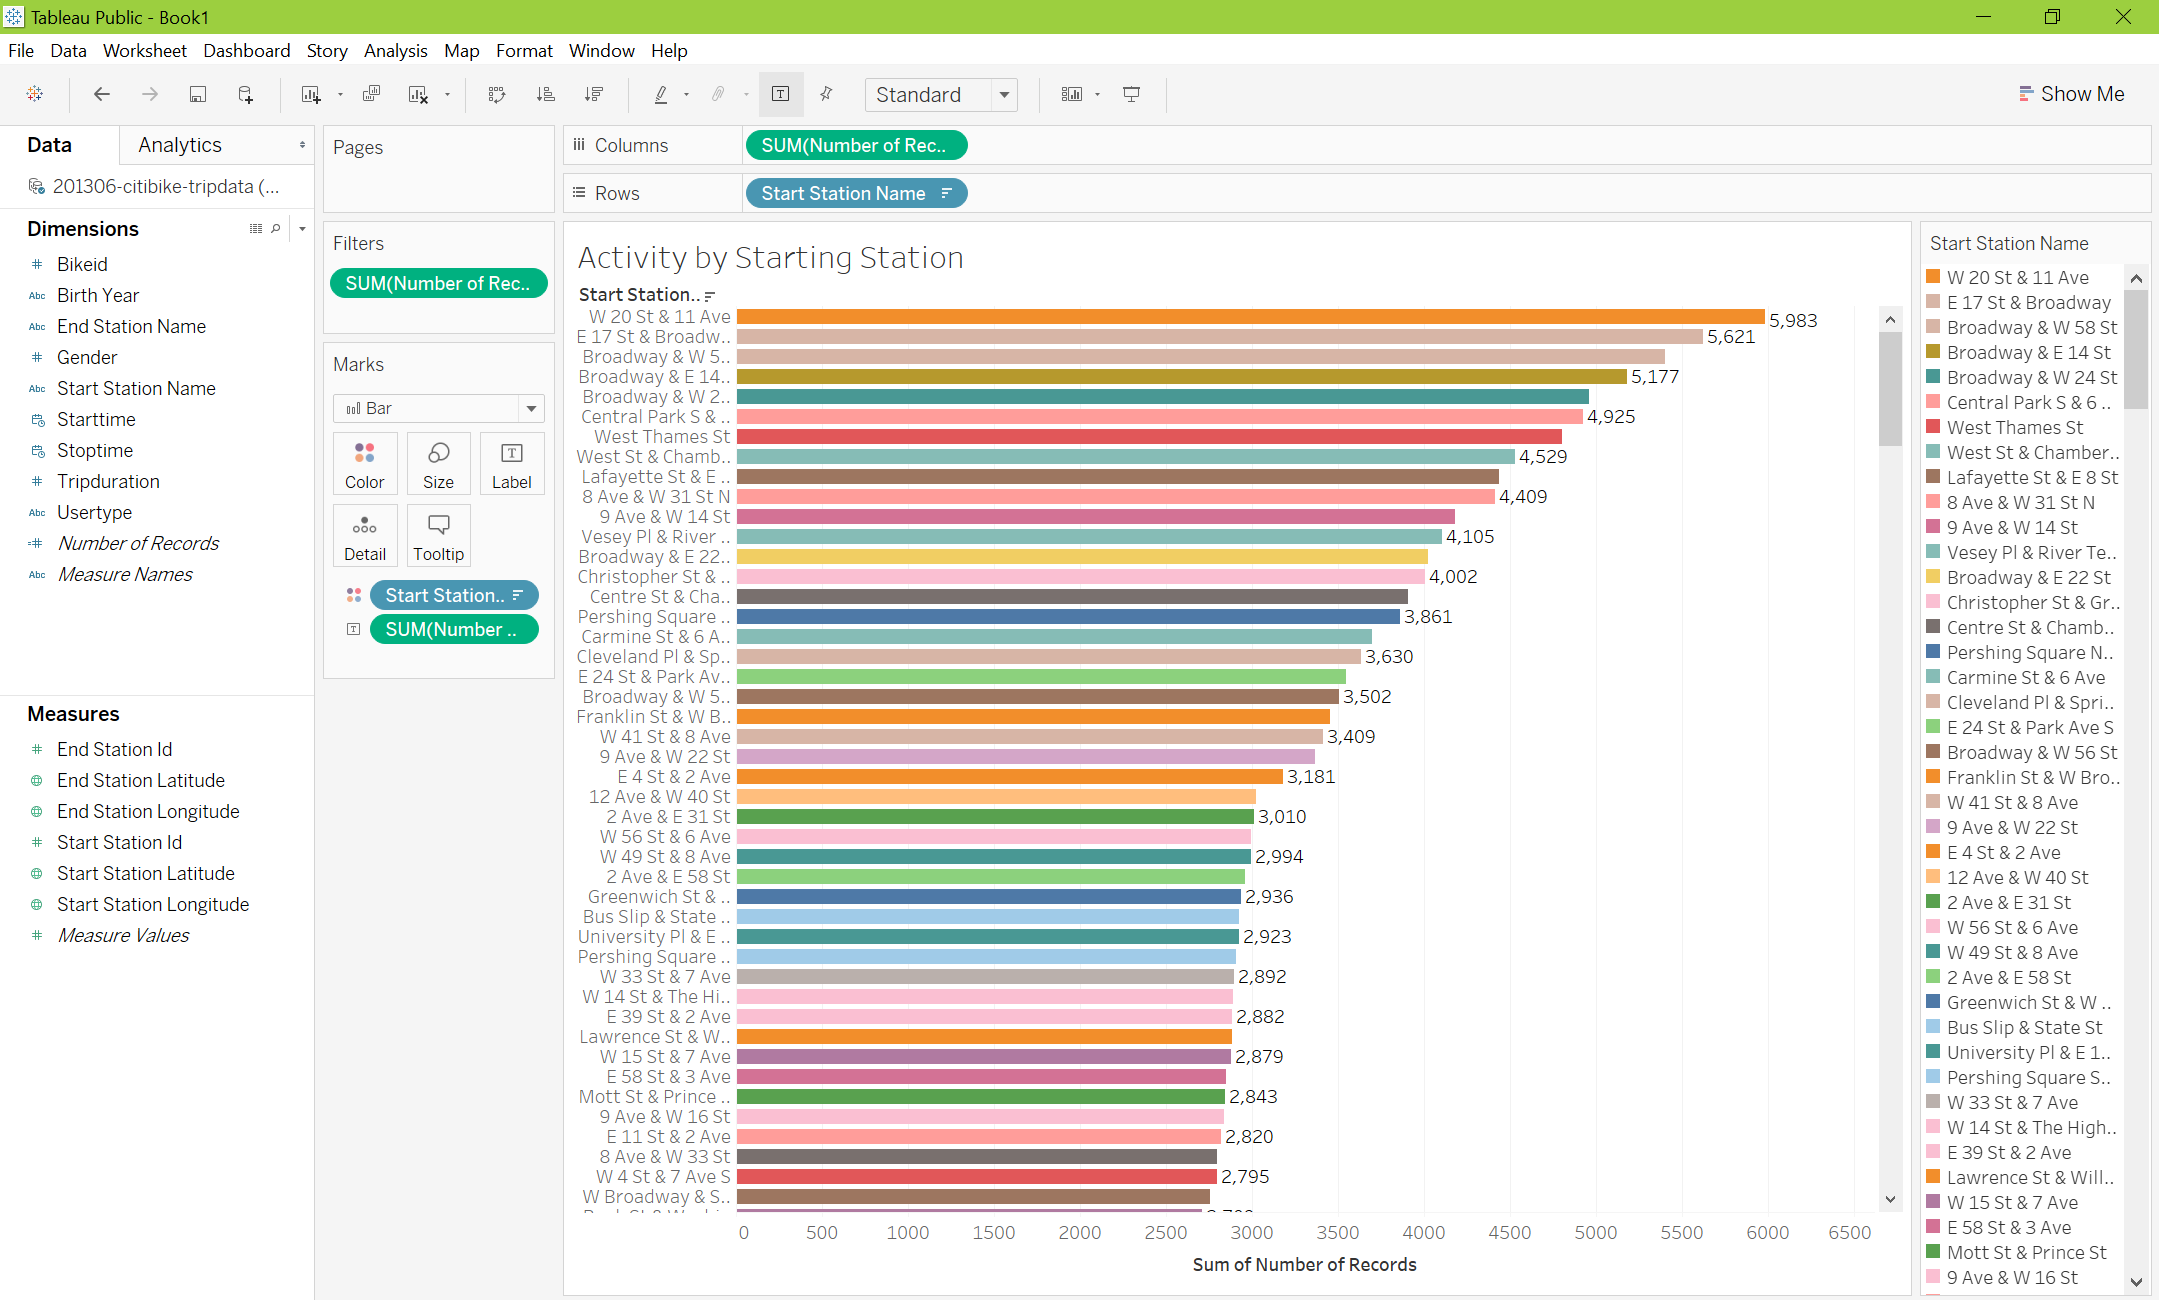 Tableau Public - Book1
File Data Worksheet Dashboard Story Analysis Map Format Window Help
Standard
Show Me
Data Analytics
201306-citibike-tripdata (...
Dimensions
# Bikeid
Abc Birth Year
Abc End Station Name
# Gender
Abc Start Station Name
Starttime
Stoptime
# Tripduration
Abc Usertype
=# Number of Records
Abc Measure Names
Measures
# End Station Id
End Station Latitude
End Station Longitude
# Start Station Id
Start Station Latitude
Start Station Longitude
# Measure Values
Pages
Filters
SUM(Number of Rec..
Marks
Bar
Color Size Label
Detail Tooltip
Start Station..
SUM(Number ..
Columns SUM(Number of Rec..
Rows Start Station Name
Activity by Starting Station
Start Station..
W 20 St & 11 Ave 5,983
E 17 St & Broadw.. 5,621
Broadway & W 5..
Broadway & E 14.. 5,177
Broadway & W 2..
Central Park S & .. 4,925
West Thames St
West St & Chamb.. 4,529
Lafayette St & E ..
8 Ave & W 31 St N 4,409
9 Ave & W 14 St
Vesey Pl & River .. 4,105
Broadway & E 22..
Christopher St & .. 4,002
Centre St & Cha..
Pershing Square .. 3,861
Carmine St & 6 A..
Cleveland Pl & Sp.. 3,630
E 24 St & Park Av..
Broadway & W 5.. 3,502
Franklin St & W B..
W 41 St & 8 Ave 3,409
9 Ave & W 22 St
E 4 St & 2 Ave 3,181
12 Ave & W 40 St
2 Ave & E 31 St 3,010
W 56 St & 6 Ave
W 49 St & 8 Ave 2,994
2 Ave & E 58 St
Greenwich St & .. 2,936
Bus Slip & State ..
University Pl & E .. 2,923
Pershing Square ..
W 33 St & 7 Ave 2,892
W 14 St & The Hi..
E 39 St & 2 Ave 2,882
Lawrence St & W..
W 15 St & 7 Ave 2,879
E 58 St & 3 Ave
Mott St & Prince .. 2,843
9 Ave & W 16 St
E 11 St & 2 Ave 2,820
8 Ave & W 33 St
W 4 St & 7 Ave S 2,795
W Broadway & S..
0 500 1000 1500 2000 2500 3000 3500 4000 4500 5000 5500 6000 6500
Sum of Number of Records
Start Station Name
W 20 St & 11 Ave
E 17 St & Broadway
Broadway & W 58 St
Broadway & E 14 St
Broadway & W 24 St
Central Park S & 6 ..
West Thames St
West St & Chamber..
Lafayette St & E 8 St
8 Ave & W 31 St N
9 Ave & W 14 St
Vesey Pl & River Te..
Broadway & E 22 St
Christopher St & Gr..
Centre St & Chamb..
Pershing Square N..
Carmine St & 6 Ave
Cleveland Pl & Spri..
E 24 St & Park Ave S
Broadway & W 56 St
Franklin St & W Bro..
W 41 St & 8 Ave
9 Ave & W 22 St
E 4 St & 2 Ave
12 Ave & W 40 St
2 Ave & E 31 St
W 56 St & 6 Ave
W 49 St & 8 Ave
2 Ave & E 58 St
Greenwich St & W ..
Bus Slip & State St
University Pl & E 1..
Pershing Square S..
W 33 St & 7 Ave
W 14 St & The High..
E 39 St & 2 Ave
Lawrence St & Will..
W 15 St & 7 Ave
E 58 St & 3 Ave
Mott St & Prince St
9 Ave & W 16 St